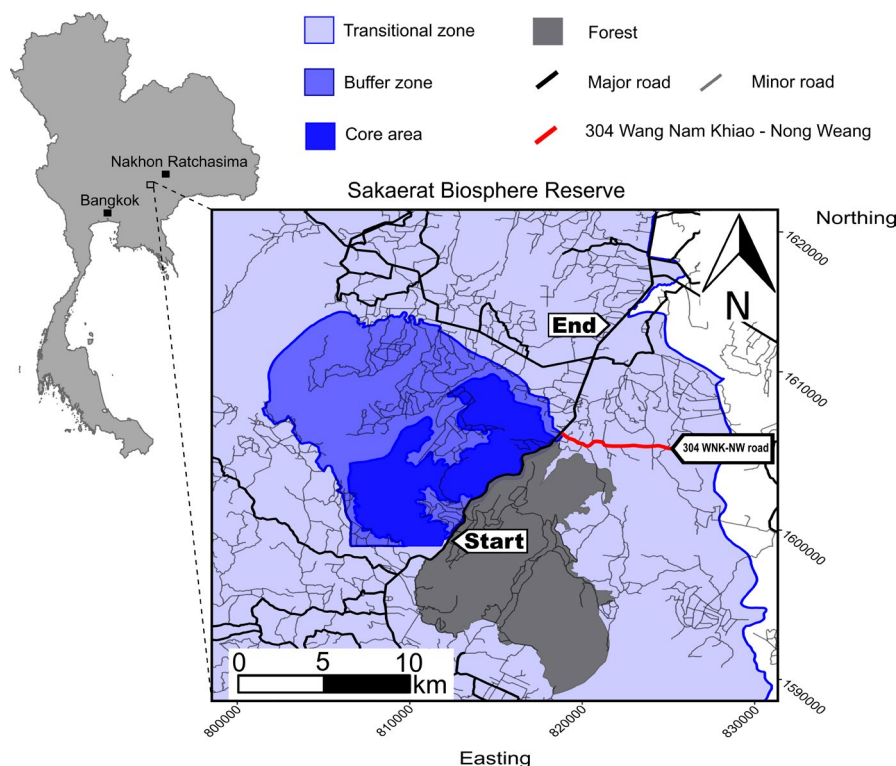 Transitional zone
Forest
Buffer zone
Major road
Minor road
Core area
304 Wang Nam Khiao - Nong Weang
Nakhon Ratchasima
Bangkok
Sakaerat Biosphere Reserve
Northing
N
End
304 WNK-NW road
Start
1620000
1610000
1600000
1590000
0 5 10
km
800000 810000 820000 830000
Easting